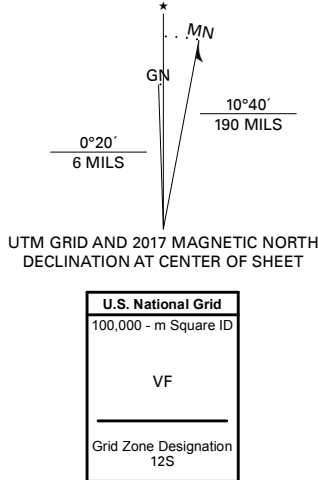 ★
MN
GN
0°20´
6 MILS
10°40´
190 MILS
UTM GRID AND 2017 MAGNETIC NORTH
DECLINATION AT CENTER OF SHEET
U.S. National Grid
100,000 - m Square ID
VF
Grid Zone Designation
12S